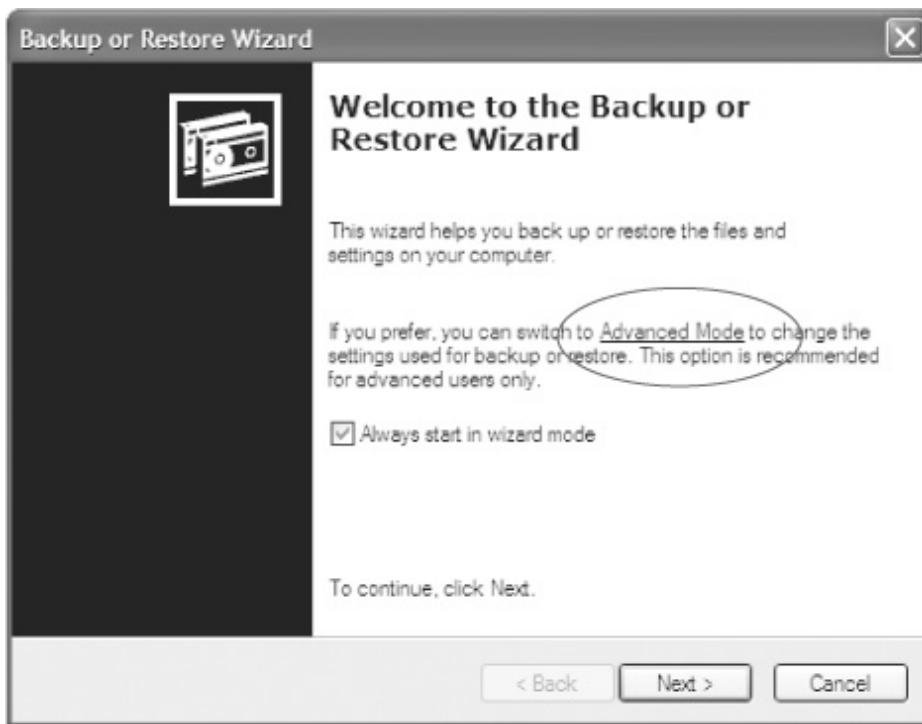 Backup or Restore Wizard
Welcome to the Backup or
Restore Wizard
This wizard helps you back up or restore the files and
settings on your computer.
If you prefer, you can switch to Advanced Mode to change the
settings used for backup or restore. This option is recommended
for advanced users only.
Always start in wizard mode
To continue, click Next.
< Back Next > Cancel